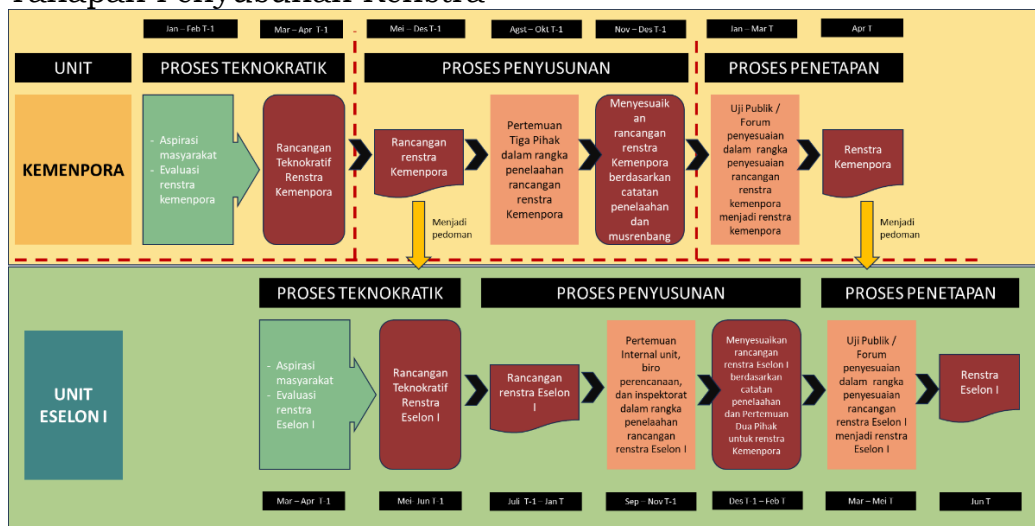 Tahapan Penyusunan Renstra
Jan – Feb T-1
Mar – Apr T-1
Mei – Des T-1
Agst – Okt T-1
Nov – Des T-1
Jan – Mar T
Apr T
UNIT
PROSES TEKNOKRATIK
PROSES PENYUSUNAN
PROSES PENETAPAN
KEMENPORA
- Aspirasi
masyarakat
- Evaluasi
renstra
kemenpora
Rancangan
Teknokratif
Renstra
Kemenpora
Rancangan
renstra
Kemenpora
Pertemuan
Tiga Pihak
dalam rangka
penelaahan
rancangan
renstra
Kemenpora
Menyesuaik
an
rancangan
renstra
Kemenpora
berdasarkan
catatan
penelaahan
dan
musrenbang
Uji Publik /
Forum
penyesuaian
dalam rangka
penyesuaian
rancangan
renstra
kemenpora
menjadi renstra
kemenpora
Renstra
Kemenpora
Menjadi
pedoman
Menjadi
pedoman
PROSES TEKNOKRATIK
PROSES PENYUSUNAN
PROSES PENETAPAN
UNIT
ESELON I
- Aspirasi
masyarakat
- Evaluasi
renstra
Eselon I
Rancangan
Teknokratif
Renstra
Eselon I
Rancangan
renstra Eselon
I
Pertemuan
Internal unit,
biro
perencanaan,
dan inspektorat
dalam rangka
penelaahan
rancangan
renstra Eselon I
Menyesuaikan
rancangan
renstra Eselon I
berdasarkan
catatan
penelaahan
dan Pertemuan
Dua Pihak
untuk renstra
Kemenpora
Uji Publik /
Forum
penyesuaian
dalam rangka
penyesuaian
rancangan
renstra Eselon I
menjadi renstra
Eselon I
Renstra
Eselon I
Mar – Apr T-1
Mei- Jun T-1
Juli T-1 – Jan T
Sep – Nov T-1
Des T-1 – Feb T
Mar – Mei T
Jun T